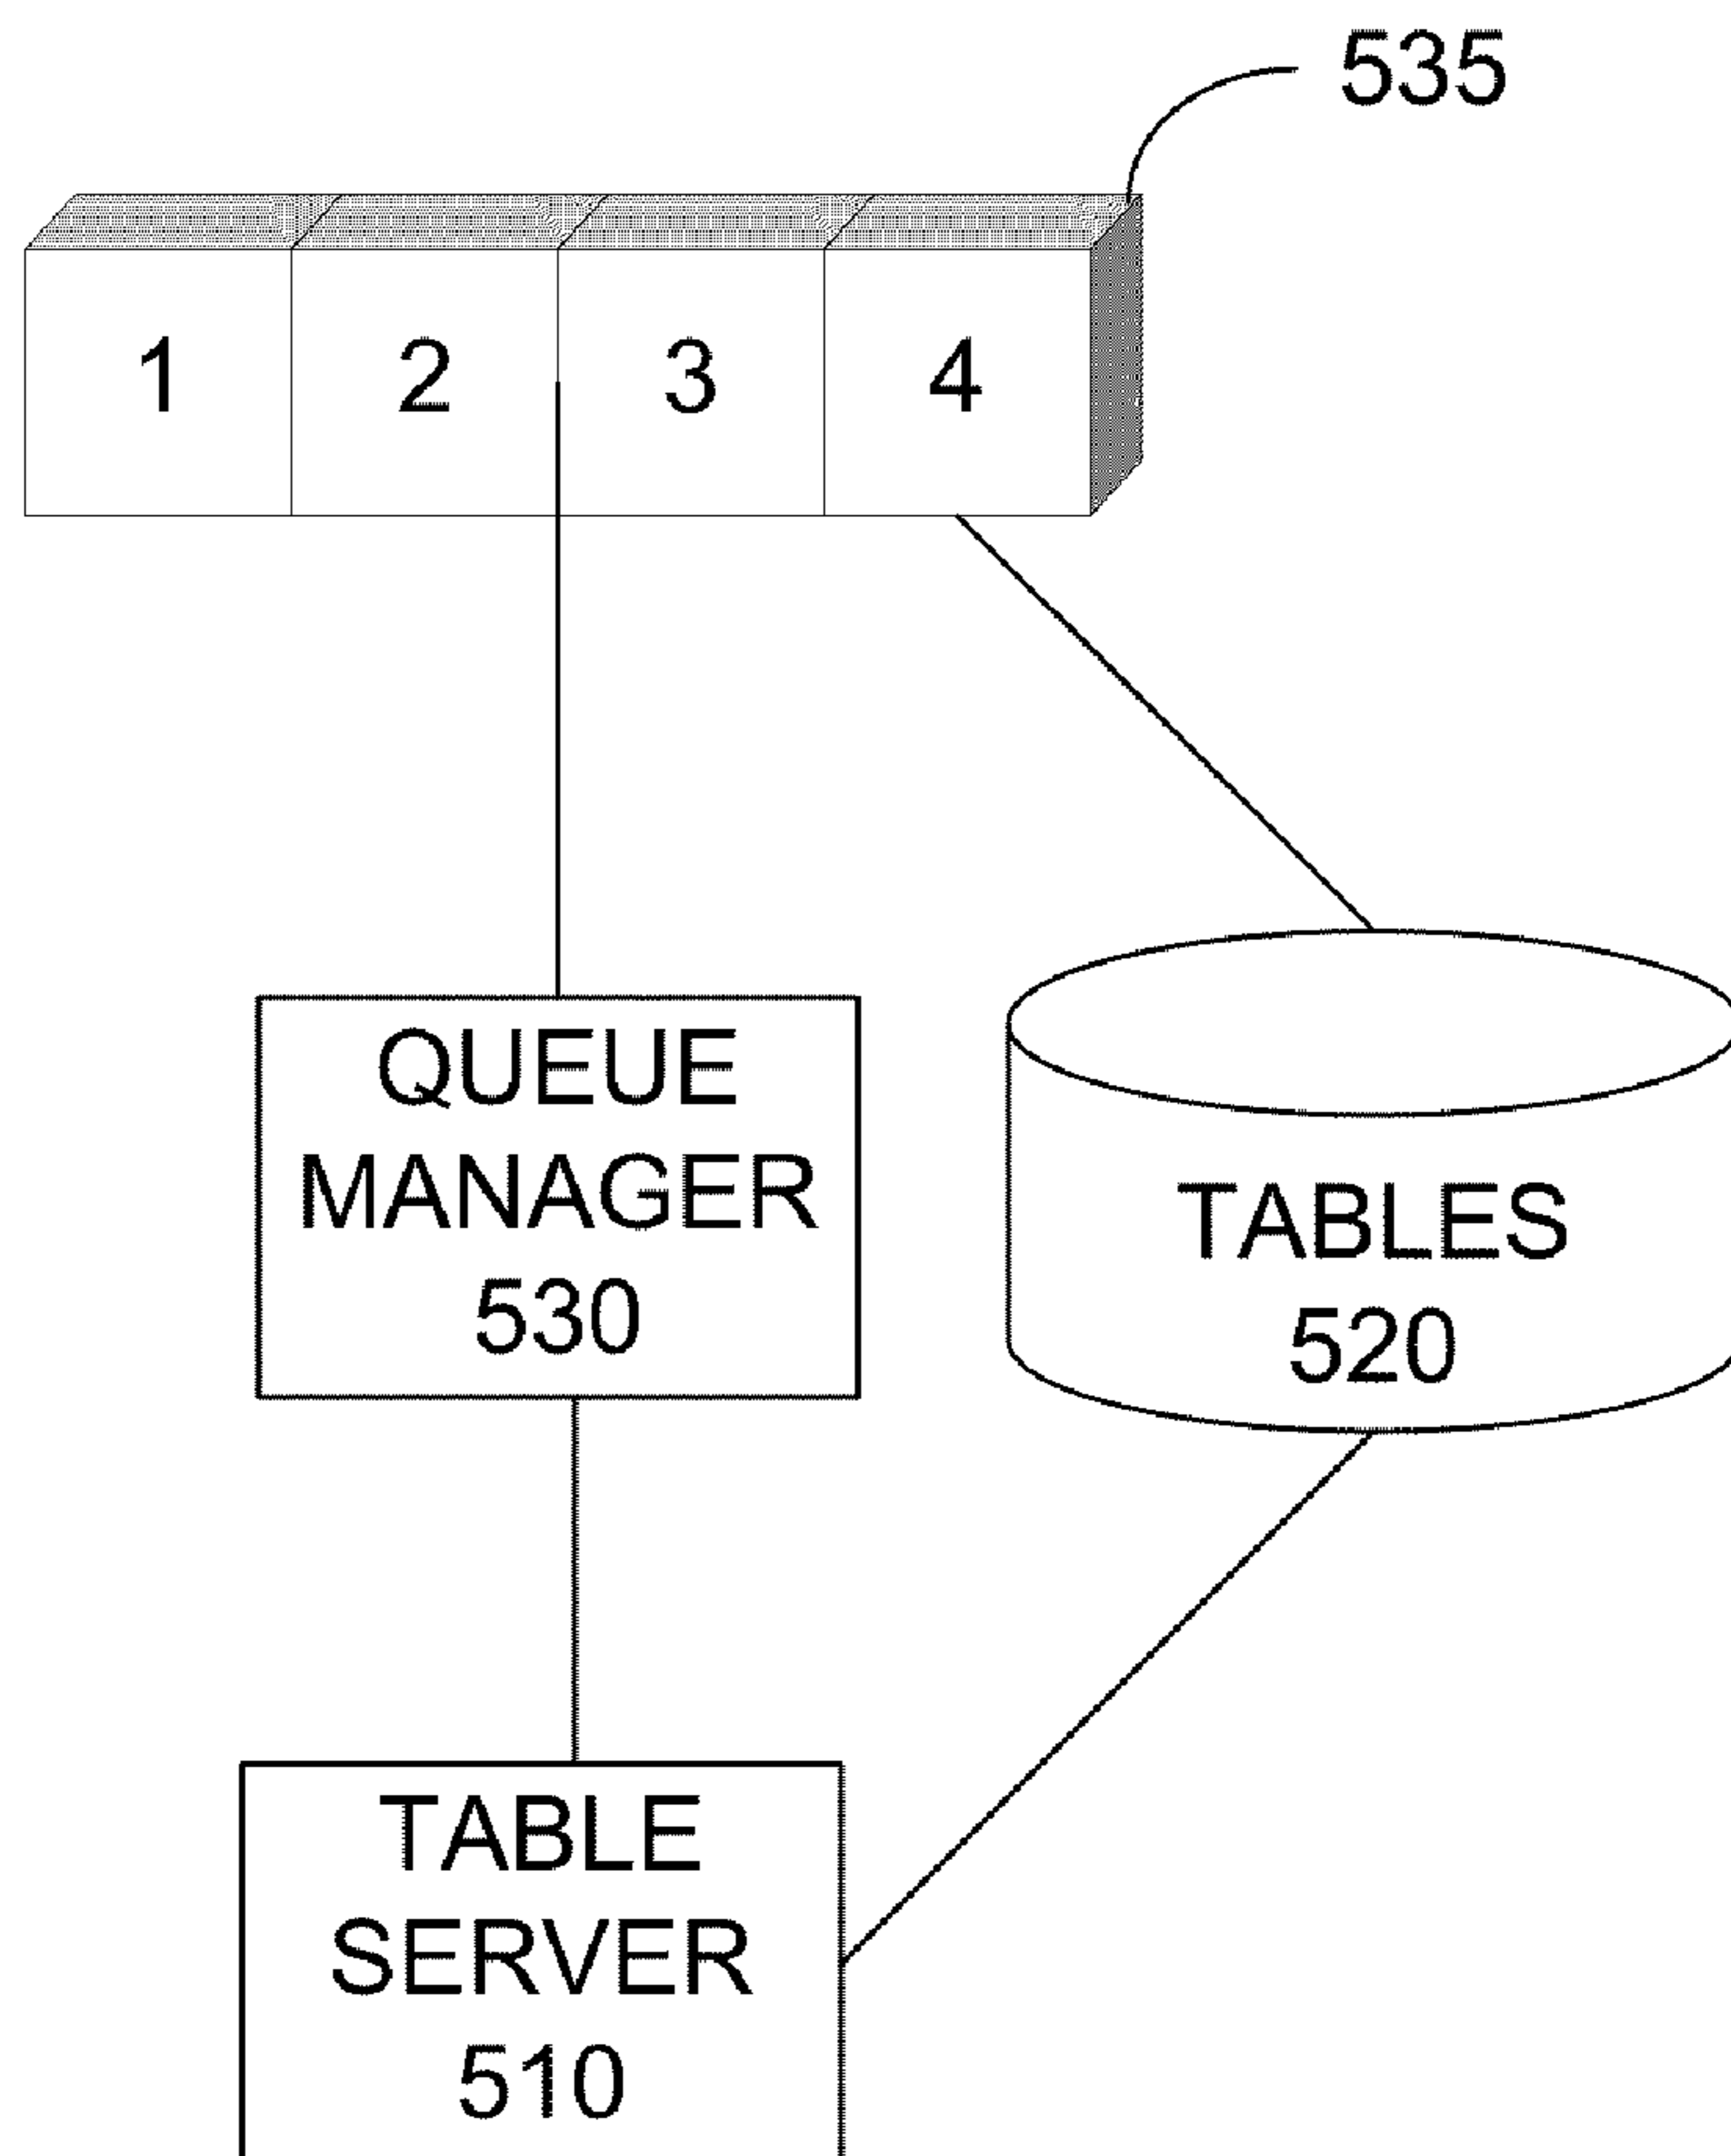 535
1 2 3 4
QUEUE
MANAGER
530
TABLES
520
TABLE
SERVER
510